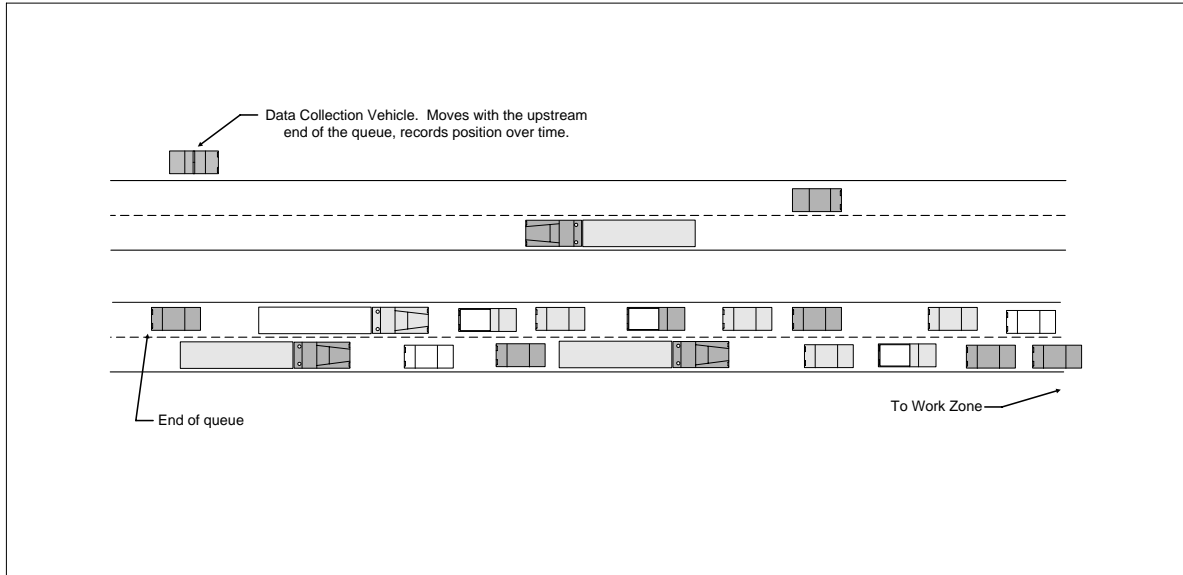 Data Collection Vehicle. Moves with the upstream
end of the queue, records position over time.
End of queue
To Work Zone